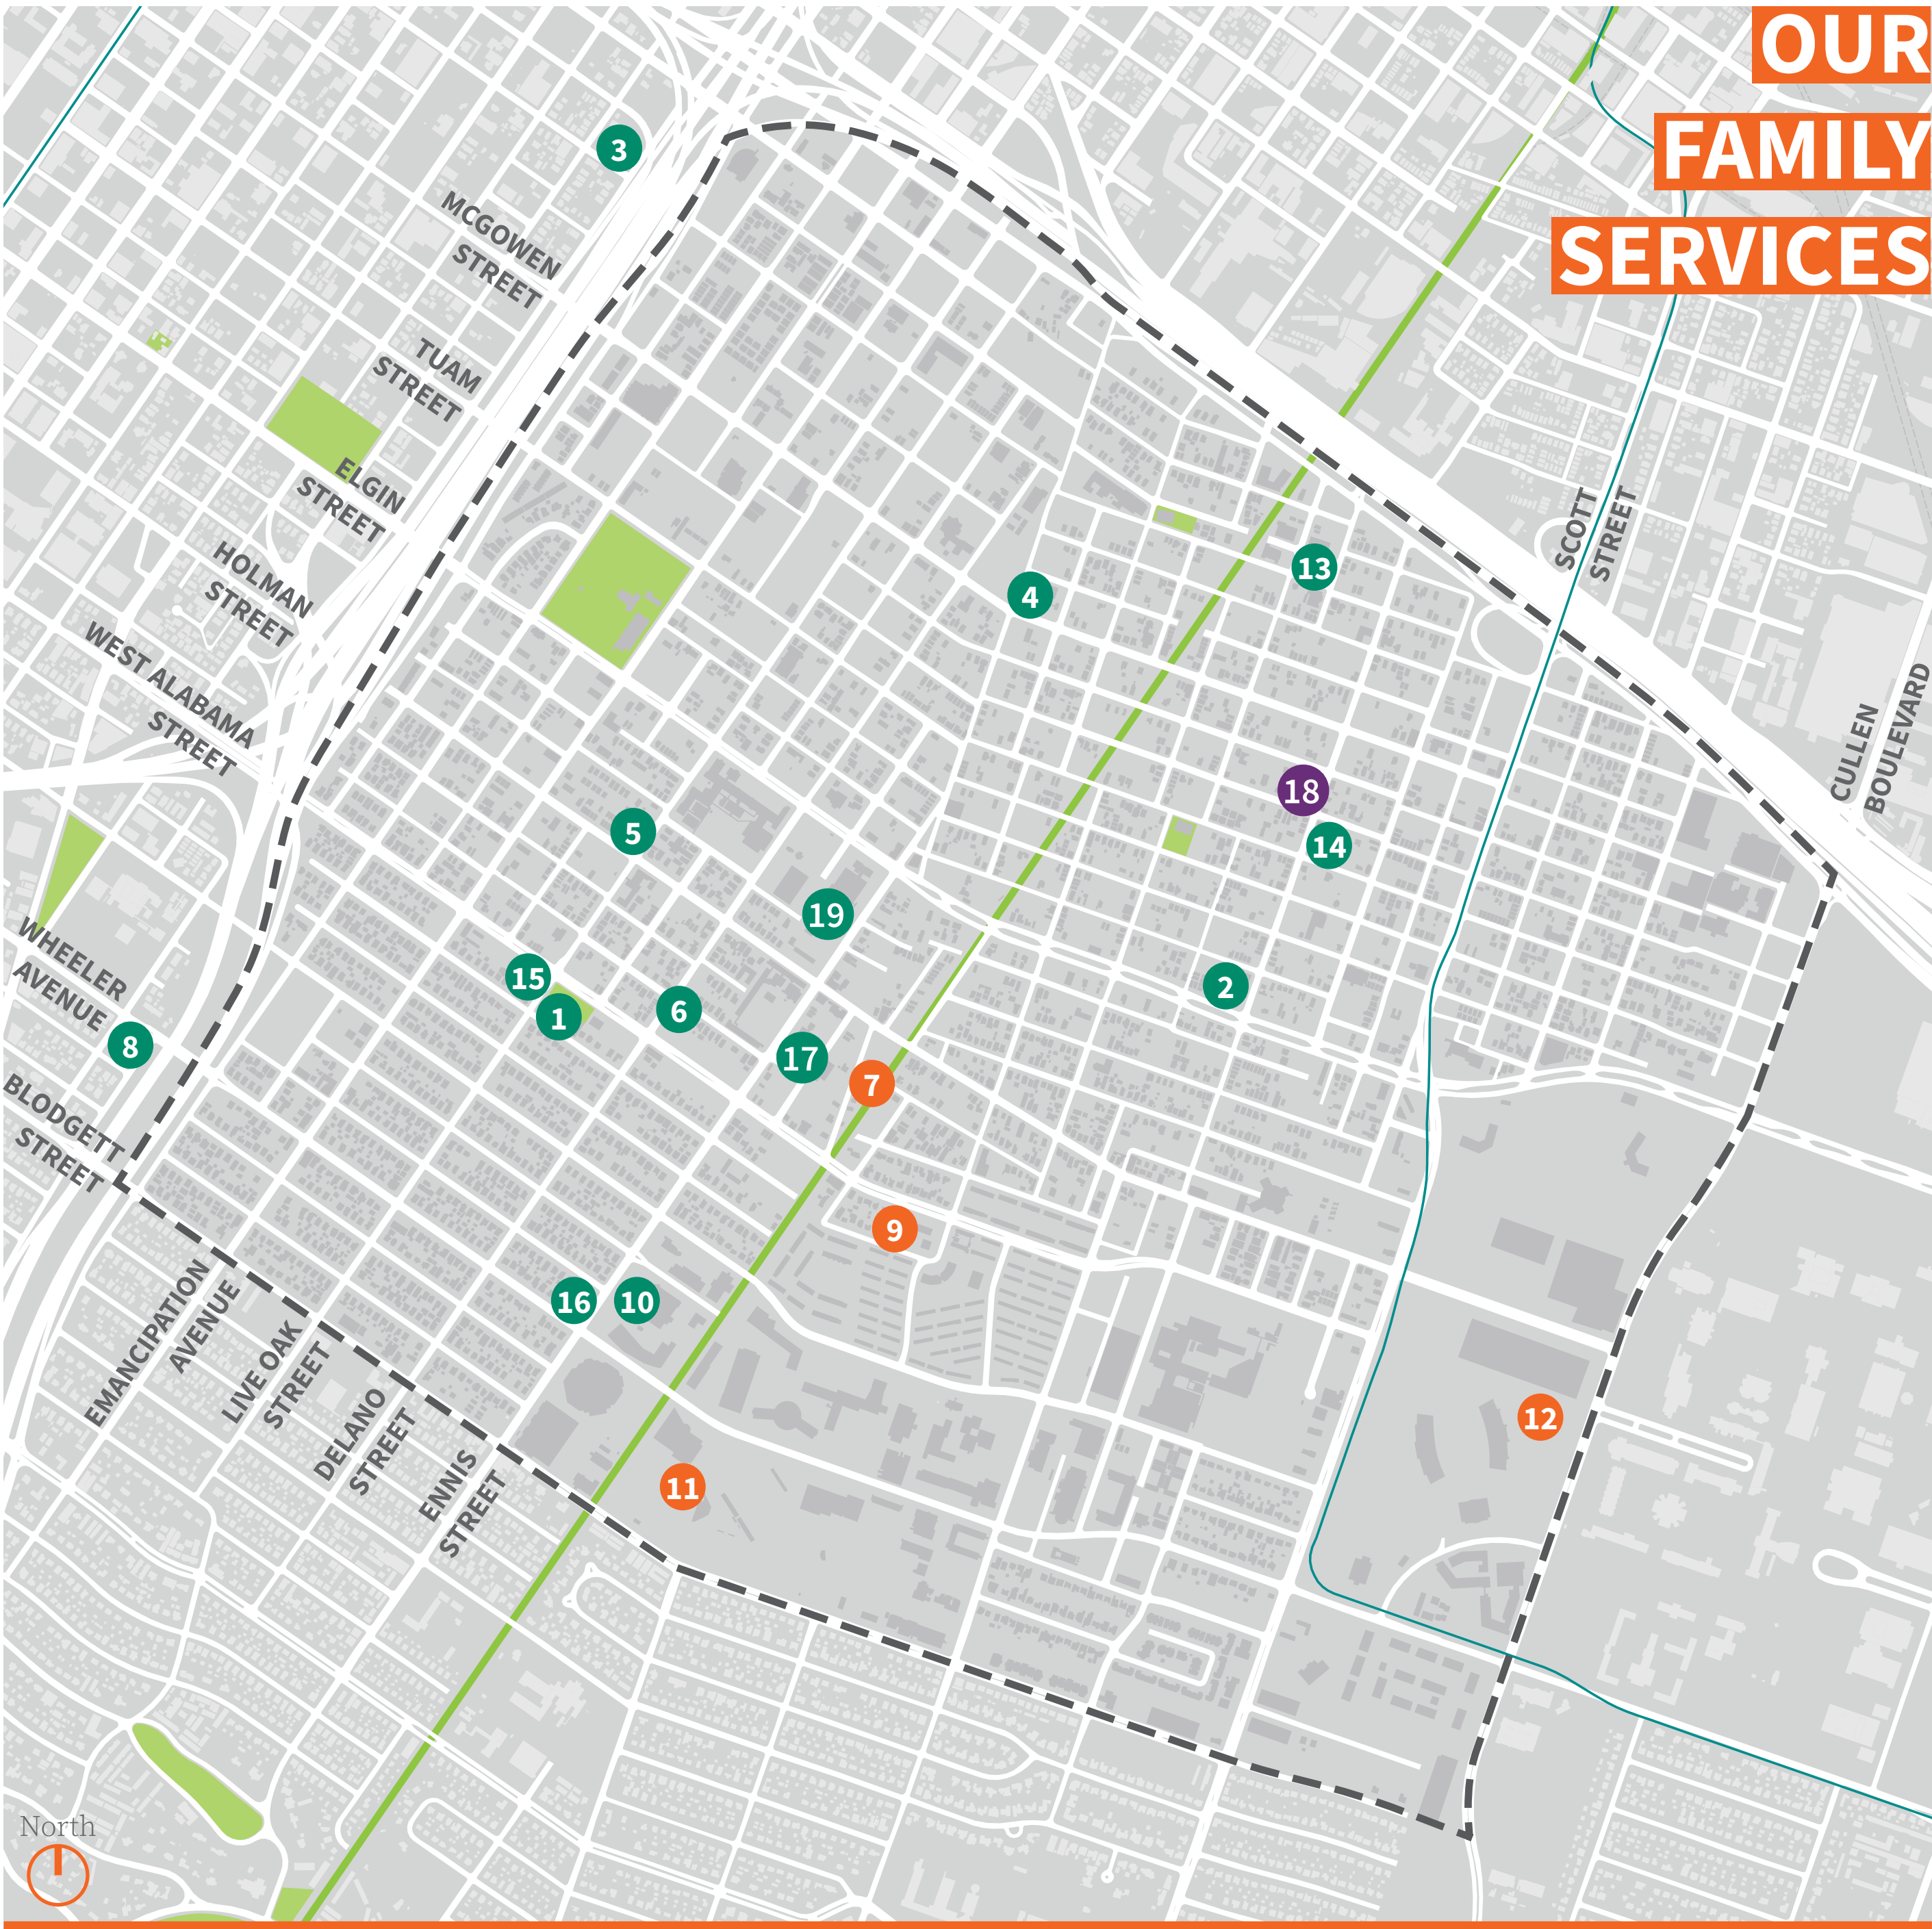 OUR
FAMILY
SERVICES
3
MCGOWEN
STREET
TUAM
STREET
ELGIN
STREET
HOLMAN
STREET
WEST ALABAMA
STREET
SCOTT
STREET
13
4
CULLEN
BOULEVARD
18
5
14
19
WHEELER
AVENUE
15
1
6
2
8
17
7
BLODGETT
STREET
9
16
10
EMANCIPATION
AVENUE
LIVE OAK
STREET
DELANO
STREET
ENNIS
STREET
12
11
North